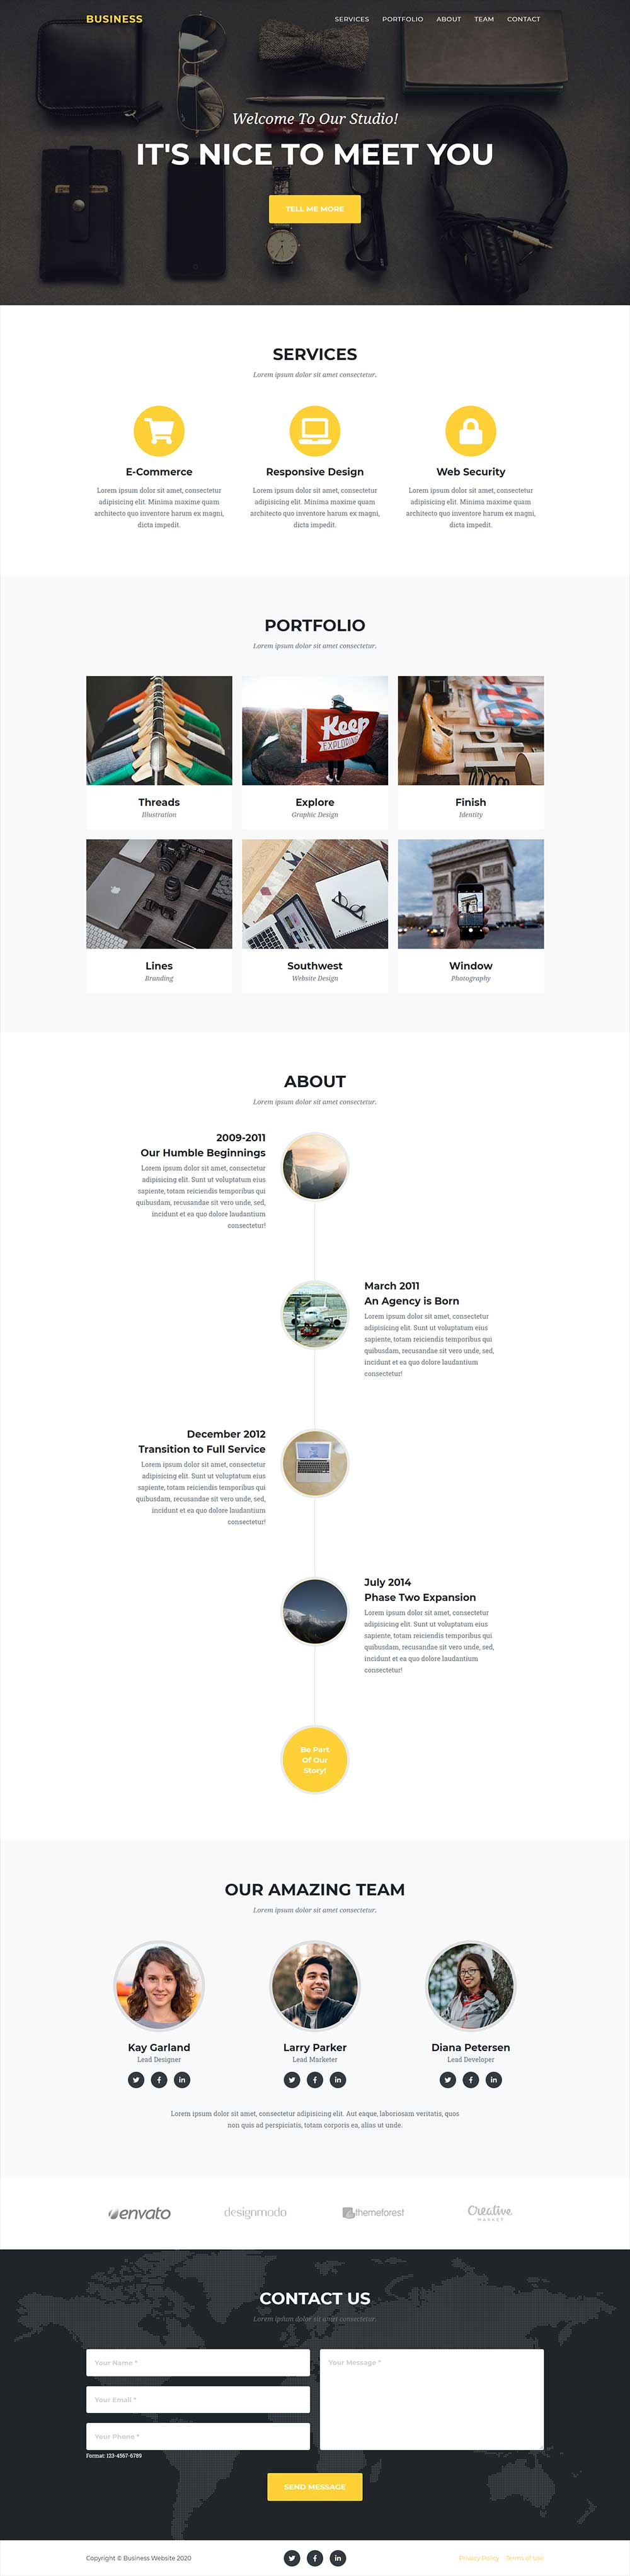 BUSINESS
SERVICES PORTFOLIO ABOUT TEAM CONTACT
Welcome To Our Studio!
IT'S NICE TO MEET YOU
TELL ME MORE
SERVICES
Lorem ipsum dolor sit amet consectetur.
E-Commerce
Lorem ipsum dolor sit amet, consectetur
adipisicing elit. Minima maxime quam
architecto quo inventore harum ex magni,
dicta impedit.
Responsive Design
Lorem ipsum dolor sit amet, consectetur
adipisicing elit. Minima maxime quam
architecto quo inventore harum ex magni,
dicta impedit.
Web Security
Lorem ipsum dolor sit amet, consectetur
adipisicing elit. Minima maxime quam
architecto quo inventore harum ex magni,
dicta impedit.
PORTFOLIO
Lorem ipsum dolor sit amet consectetur.
Keep
EXPLORING
Threads
Illustration
Explore
Graphic Design
Finish
Identity
Lines
Branding
Southwest
Website Design
Window
Photography
ABOUT
Lorem ipsum dolor sit amet consectetur.
2009-2011
Our Humble Beginnings
Lorem ipsum dolor sit amet, consectetur
adipisicing elit. Sunt ut voluptatum eius
sapiente, totam reiciendis temporibus qui
quibusdam, recusandae sit vero unde, sed,
incidunt et ea quo dolore laudantium
consectetur!
March 2011
An Agency is Born
Lorem ipsum dolor sit amet, consectetur
adipisicing elit. Sunt ut voluptatum eius
sapiente, totam reiciendis temporibus qui
quibusdam, recusandae sit vero unde, sed,
incidunt et ea quo dolore laudantium
consectetur!
December 2012
Transition to Full Service
Lorem ipsum dolor sit amet, consectetur
adipisicing elit. Sunt ut voluptatum eius
sapiente, totam reiciendis temporibus qui
quibusdam, recusandae sit vero unde, sed,
incidunt et ea quo dolore laudantium
consectetur!
July 2014
Phase Two Expansion
Lorem ipsum dolor sit amet, consectetur
adipisicing elit. Sunt ut voluptatum eius
sapiente, totam reiciendis temporibus qui
quibusdam, recusandae sit vero unde, sed,
incidunt et ea quo dolore laudantium
consectetur!
Be Part
Of Our
Story!
OUR AMAZING TEAM
Lorem ipsum dolor sit amet consectetur.
Kay Garland
Lead Designer
Larry Parker
Lead Marketer
Diana Petersen
Lead Developer
Lorem ipsum dolor sit amet, consectetur adipisicing elit. Aut eaque, laboriosam veritatis, quos
non quis ad perspiciatis, totam corporis ea, alias ut unde.
envato designmodo themeforest Creative
MARKET
CONTACT US
Lorem ipsum dolor sit amet consectetur.
Your Name *
Your Email *
Your Phone *
Format: 123-4567-6789
Your Message *
SEND MESSAGE
Copyright © Business Website 2020
Privacy Policy Terms of Use